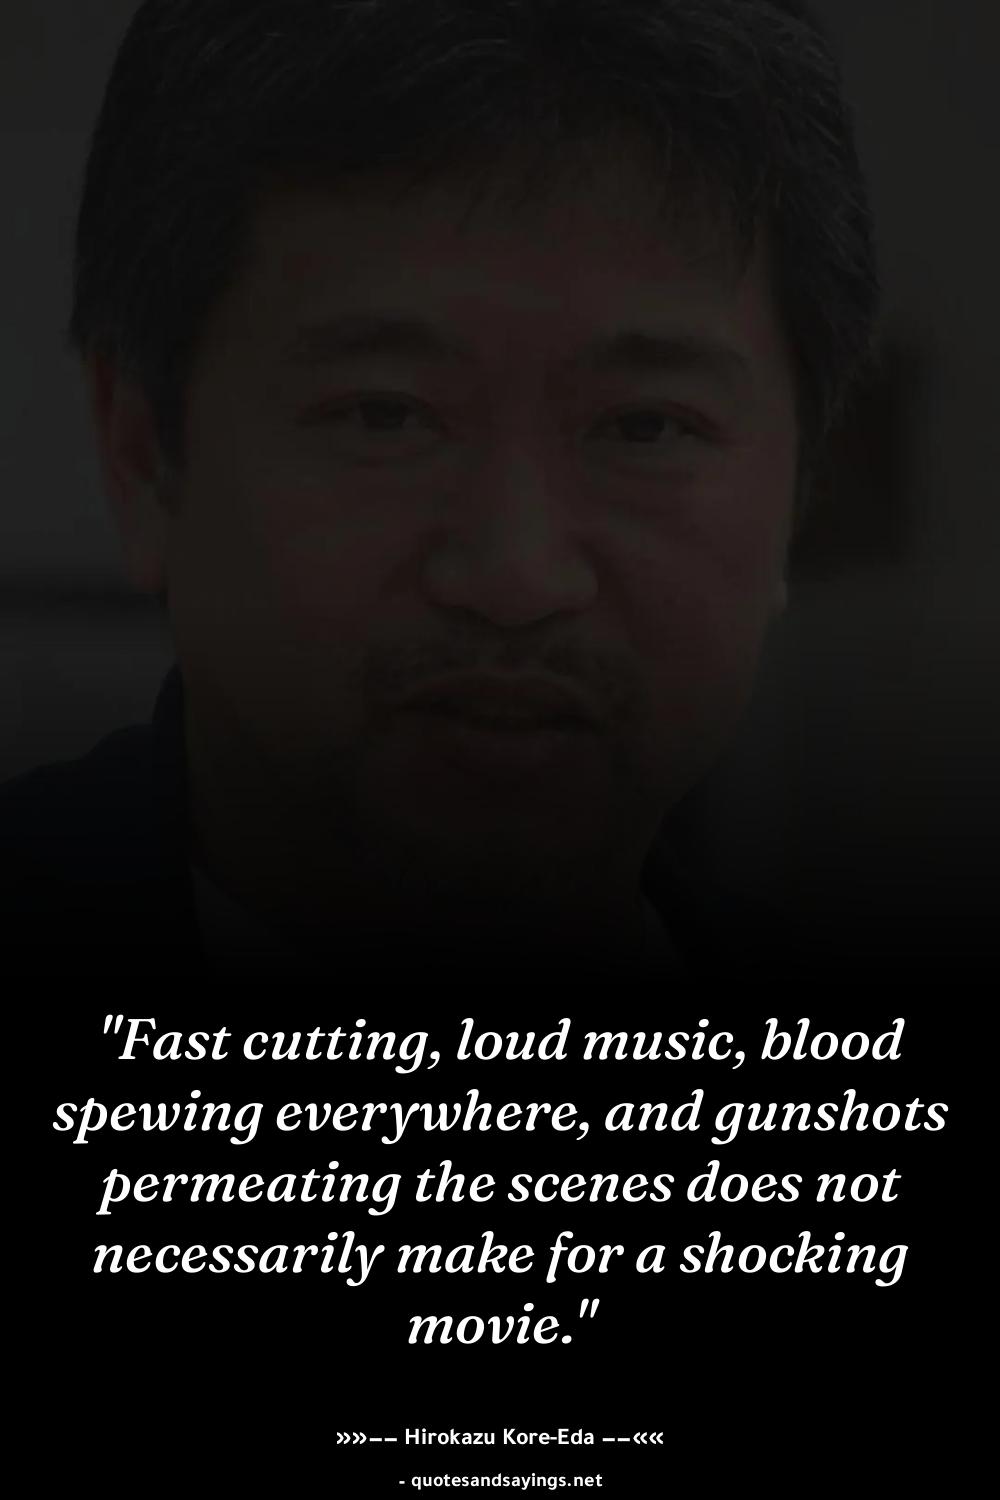 "Fast cutting, loud music, blood
spewing everywhere, and gunshots
permeating the scenes does not
necessarily make for a shocking
movie."
»»−− Hirokazu Kore-Eda −−««
- quotesandsayings.net